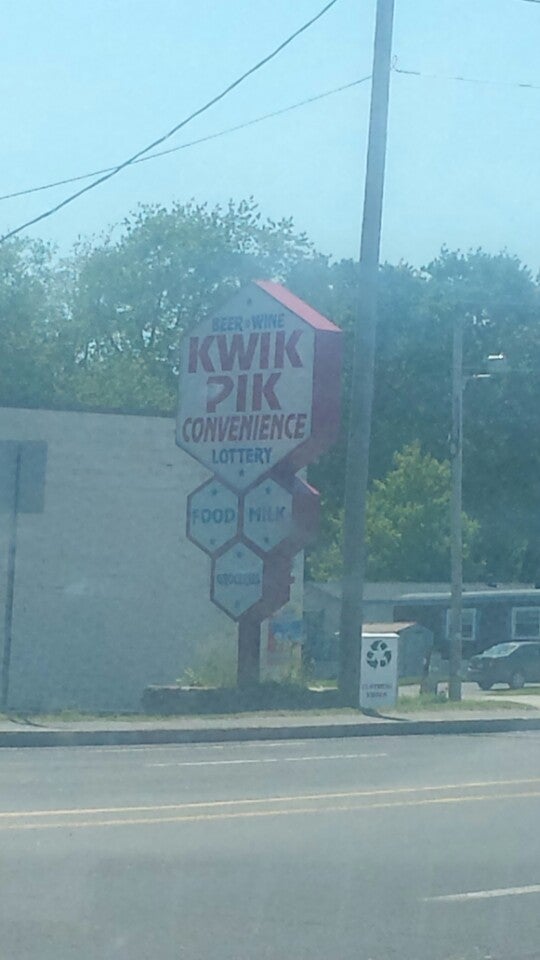 BEER & WINE
KWIK
PIK
CONVENIENCE
LOTTERY
FOOD MILK
GROCERIES